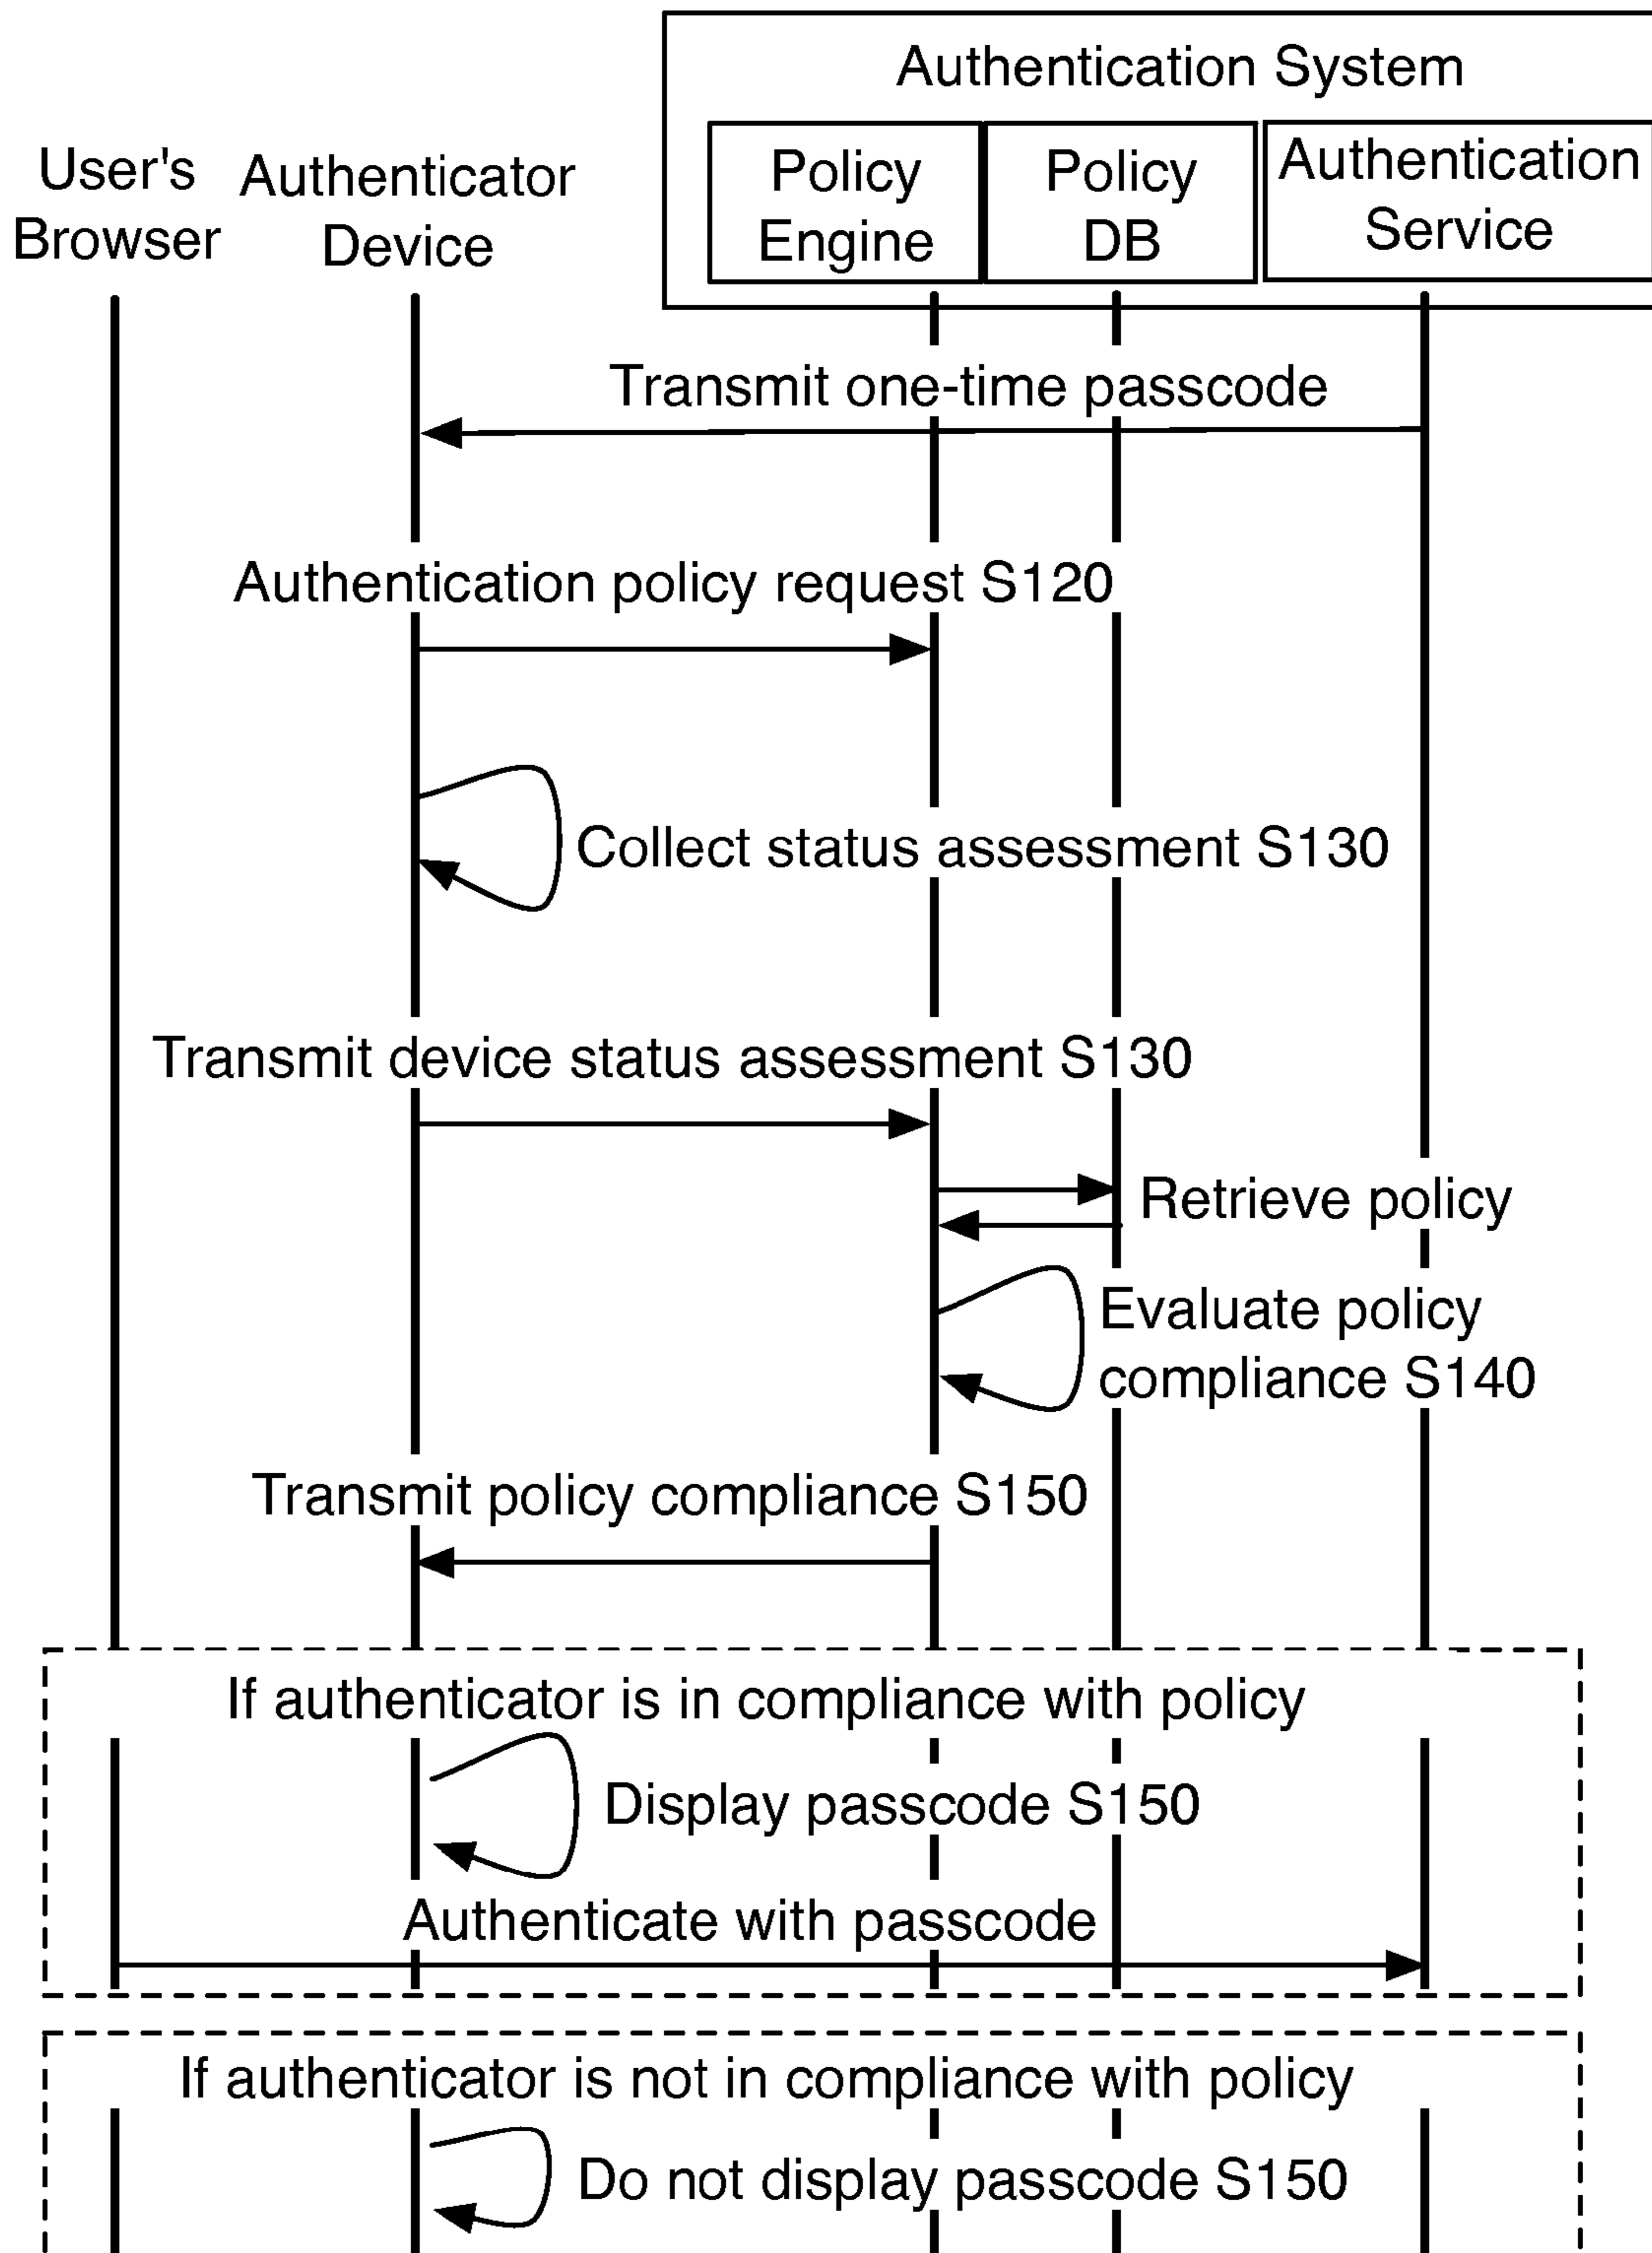 Authentication System
User's
Browser
Authenticator
Device
Policy
Engine
Policy
DB
Authentication
Service
Transmit one-time passcode
Authentication policy request S120
Collect status assessment S130
Transmit device status assessment S130
Retrieve policy
Evaluate policy
compliance S140
Transmit policy compliance S150
If authenticator is in compliance with policy
Display passcode S150
Authenticate with passcode
If authenticator is not in compliance with policy
Do not display passcode S150